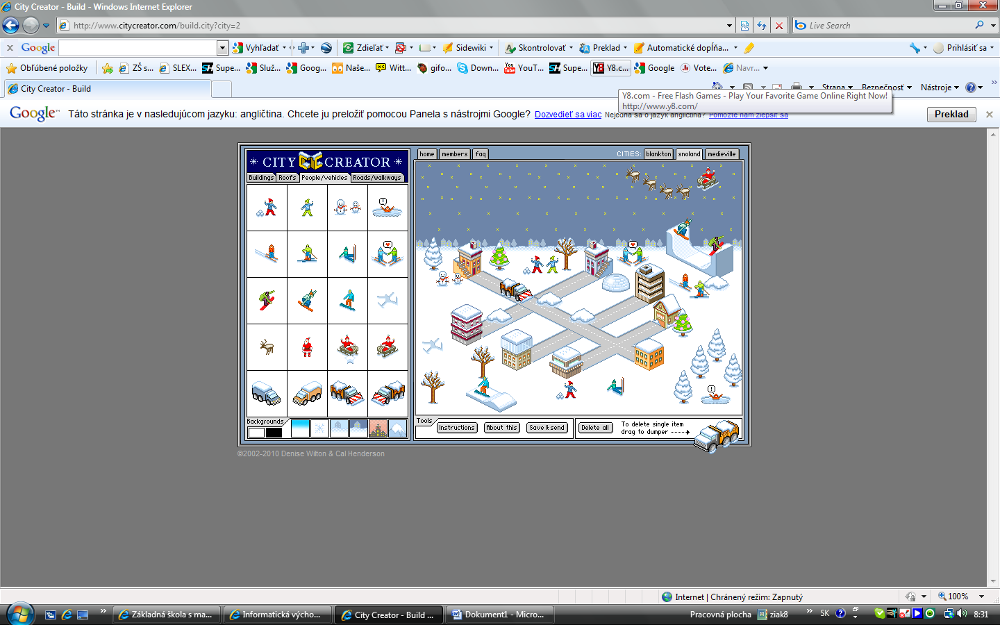 City Creator - Build - Windows Internet Explorer
http://www.citycreator.com/build.city?city=2
Live Search
x Google Vyhľadať Zdieľať Sidewiki Skontrolovať Preklad Automatické dopĺňa... Prihlásiť sa
Obľúbené položky ZŠ s... SLEX... SH Supe... Služ... Goog... Naše... WC Witt... gifo... Down... You Tube YouT... SH Supe... Y8 Y8.c... Google Vote... Navr...
City Creator - Build
Strana Bezpečnosť Nástroje
Y8.com - Free Flash Games - Play Your Favorite Game Online Right Now!
http://www.y8.com/
Google™ Táto stránka je v nasledujúcom jazyku: angličtina. Chcete ju preložiť pomocou Panela s nástrojmi Google? Dozvedieť sa viac Nejedná sa o jazyk angličtina? Pomôžte nám zlepšiť sa Preklad
CITY CREATOR
home members faq CITIES: blankton snoland medieville
Buildings Roofs People/vehicles Roads/walkways
!
!
Backgrounds
Tools
Instructions About this Save & send Delete all
To delete single item
drag to dumper
©2002-2010 Denise Wilton & Cal Henderson
Internet | Chránený režim: Zapnutý 100%
Základná škola s ma... Informatická výcho... City Creator - Build ... Dokument1 - Micro... Pracovná plocha ziak8 SK 8:31